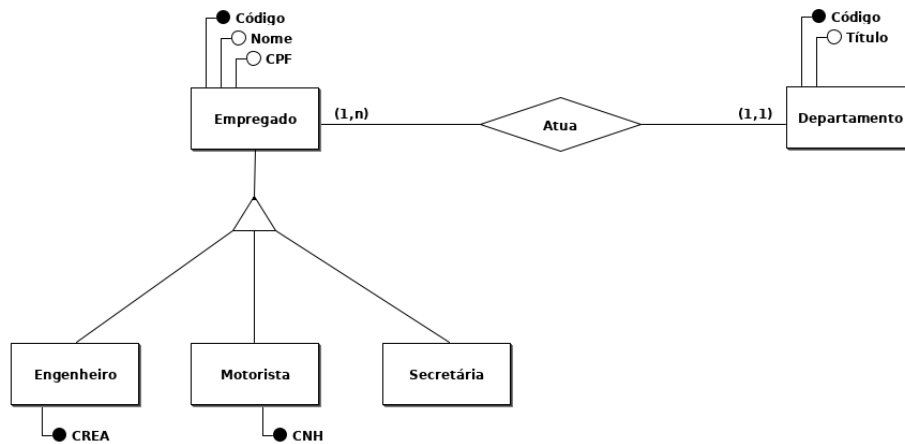 Código
Nome
CPF
Código
Título
Empregado
(1,n)
Atua
(1,1)
Departamento
Engenheiro
Motorista
Secretária
CREA
CNH